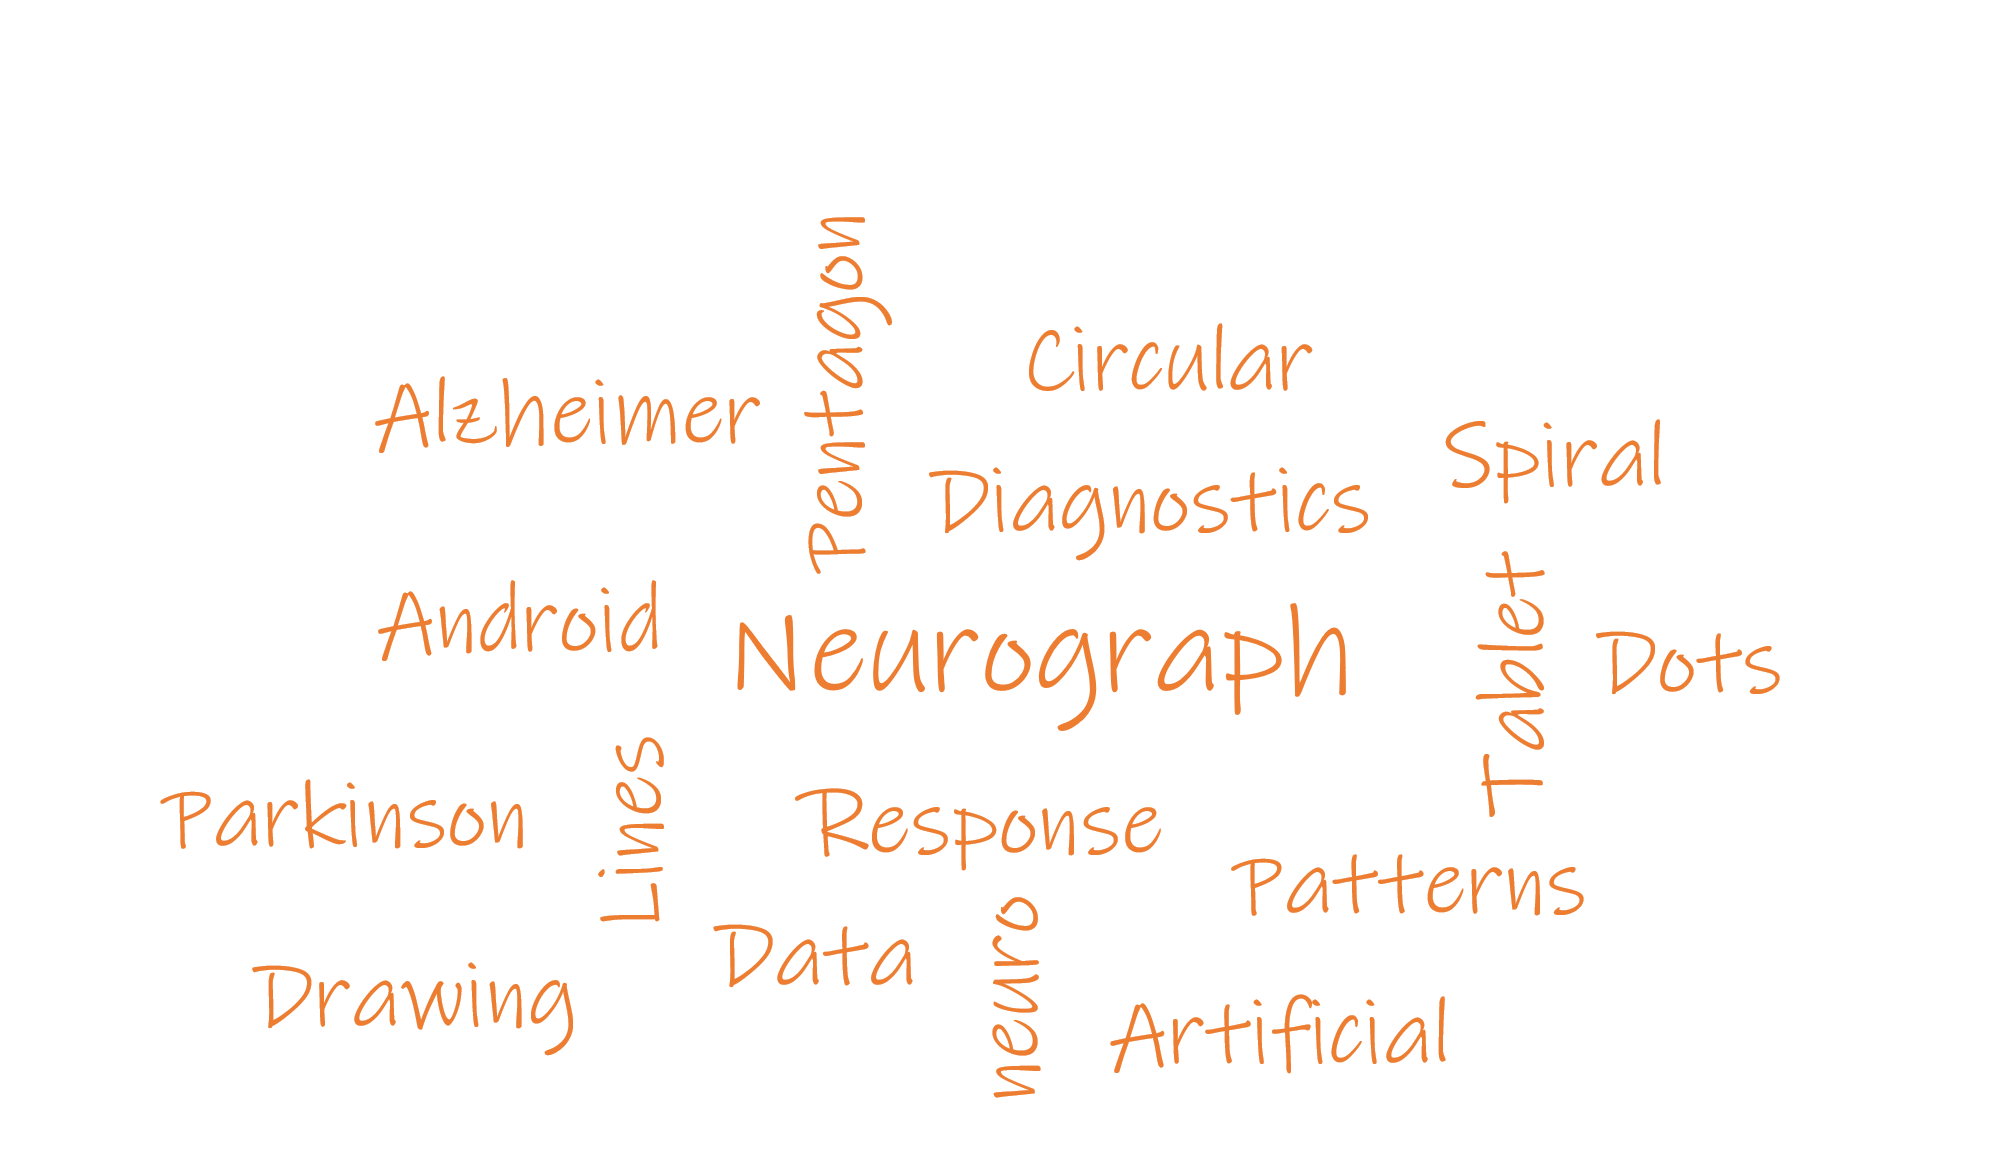 Pentagon
Circular
Alzheimer
Spiral
Diagnostics
Android
Neurograph
Tablet
Dots
Parkinson
Lines
Response
Patterns
Data
neuro
Drawing
Artificial